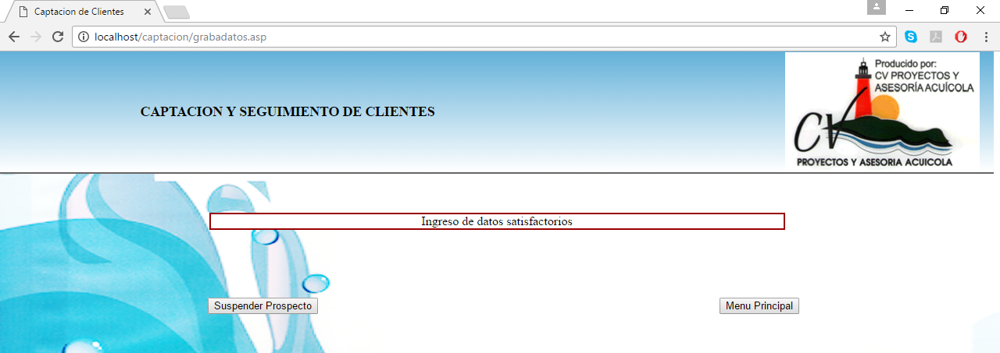 Captacion de Clientes
localhost/captacion/grabadatos.asp
CAPTACION Y SEGUIMIENTO DE CLIENTES
Producido por:
CV PROYECTOS Y
ASESORÍA ACUÍCOLA
CV
PROYECTOS Y ASESORIA ACUICOLA
Ingreso de datos satisfactorios
Suspender Prospecto
Menu Principal